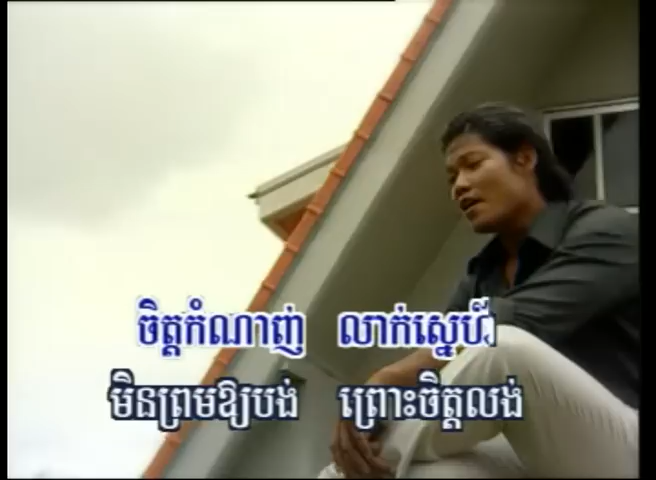 ចិត្តកំណាញ់ លាក់ស្នេហ៍
មិនព្រមឱ្យបង់ ព្រោះចិត្តលង់